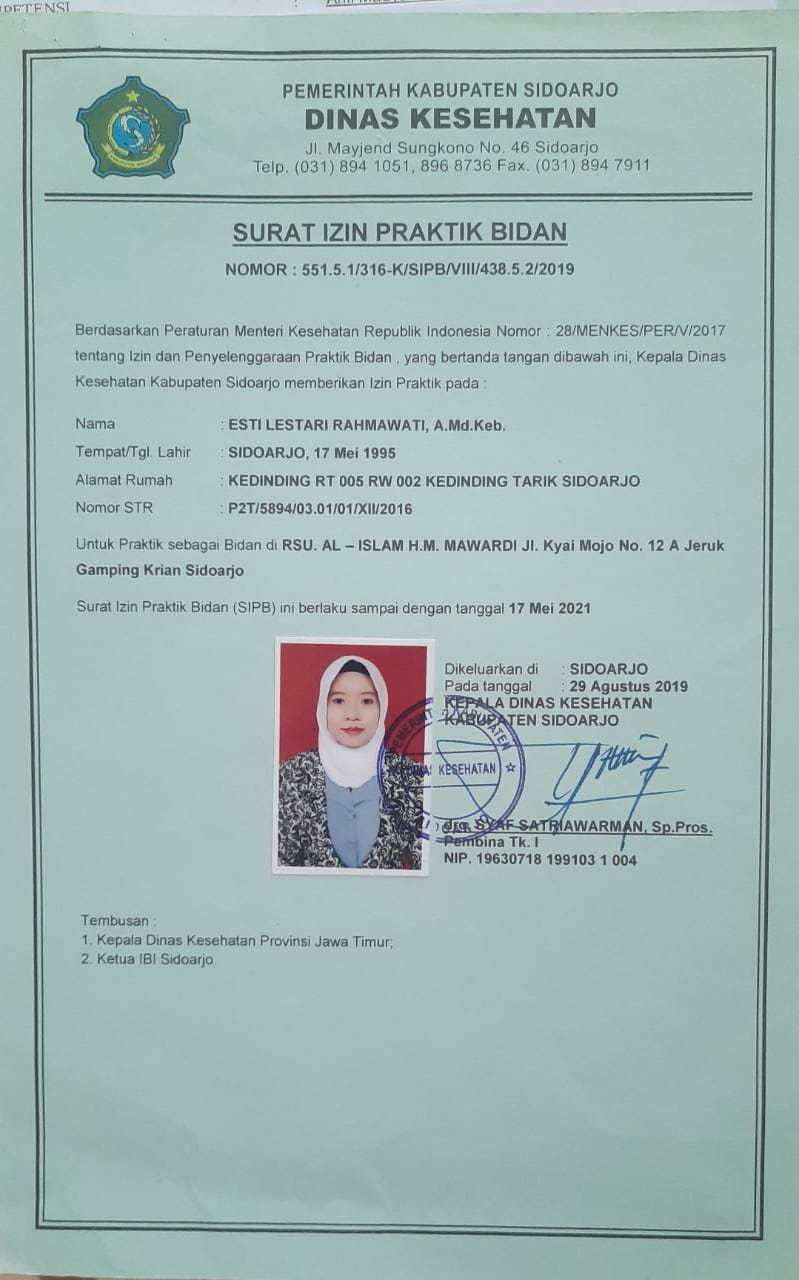 PETENSI
PEMERINTAH KABUPATEN SIDOARJO
DINAS KESEHATAN
Jl. Mayjend Sungkono No. 46 Sidoarjo
Telp. (031) 894 1051, 896 8736 Fax. (031) 894 7911
SURAT IZIN PRAKTIK BIDAN
NOMOR : 551.5.1/316-K/SIPB/VIII/438.5.2/2019
Berdasarkan Peraturan Menteri Kesehatan Republik Indonesia Nomor : 28/MENKES/PER/V/2017
tentang Izin dan Penyelenggaraan Praktik Bidan , yang bertanda tangan dibawah ini, Kepala Dinas
Kesehatan Kabupaten Sidoarjo memberikan Izin Praktik pada :
Nama : ESTI LESTARI RAHMAWATI, A.Md.Keb.
Tempat/Tgl. Lahir : SIDOARJO, 17 Mei 1995
Alamat Rumah : KEDINDING RT 005 RW 002 KEDINDING TARIK SIDOARJO
Nomor STR : P2T/5894/03.01/01/XII/2016
Untuk Praktik sebagai Bidan di RSU. AL – ISLAM H.M. MAWARDI Jl. Kyai Mojo No. 12 A Jeruk
Gamping Krian Sidoarjo
Surat Izin Praktik Bidan (SIPB) ini berlaku sampai dengan tanggal 17 Mei 2021
Dikeluarkan di : SIDOARJO
Pada tanggal : 29 Agustus 2019
KEPALA DINAS KESEHATAN
KABUPATEN SIDOARJO
PEMERINT KABUPATEN
KESEHATAN
drg. SYAF SATRIAWARMAN, Sp.Pros.
Pembina Tk. I
NIP. 19630718 199103 1 004
Tembusan :
1. Kepala Dinas Kesehatan Provinsi Jawa Timur;
2. Ketua IBI Sidoarjo.